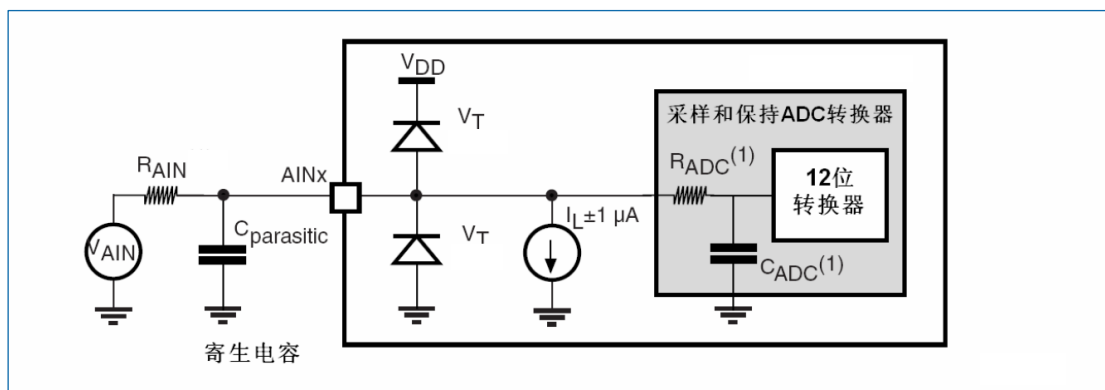 VDD
VT
采样和保持ADC转换器
RAIN
AINx
RADC(1)
12位
转换器
VAIN
Cparasitic
VT
IL±1 µA
CADC(1)
寄生电容